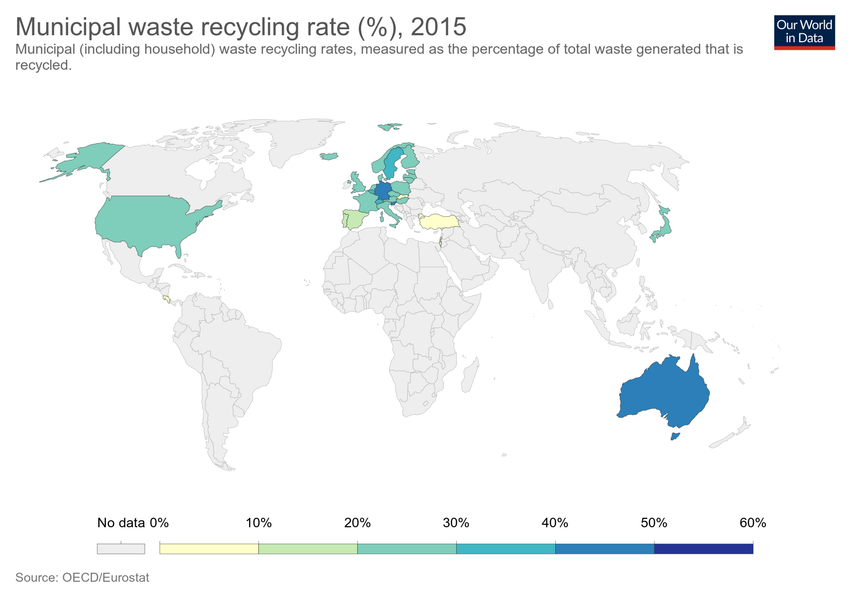 Municipal waste recycling rate (%), 2015
Our World
in Data
Municipal (including household) waste recycling rates, measured as the percentage of total waste generated that is
recycled.
No data 0% 10% 20% 30% 40% 50% 60%
Source: OECD/Eurostat